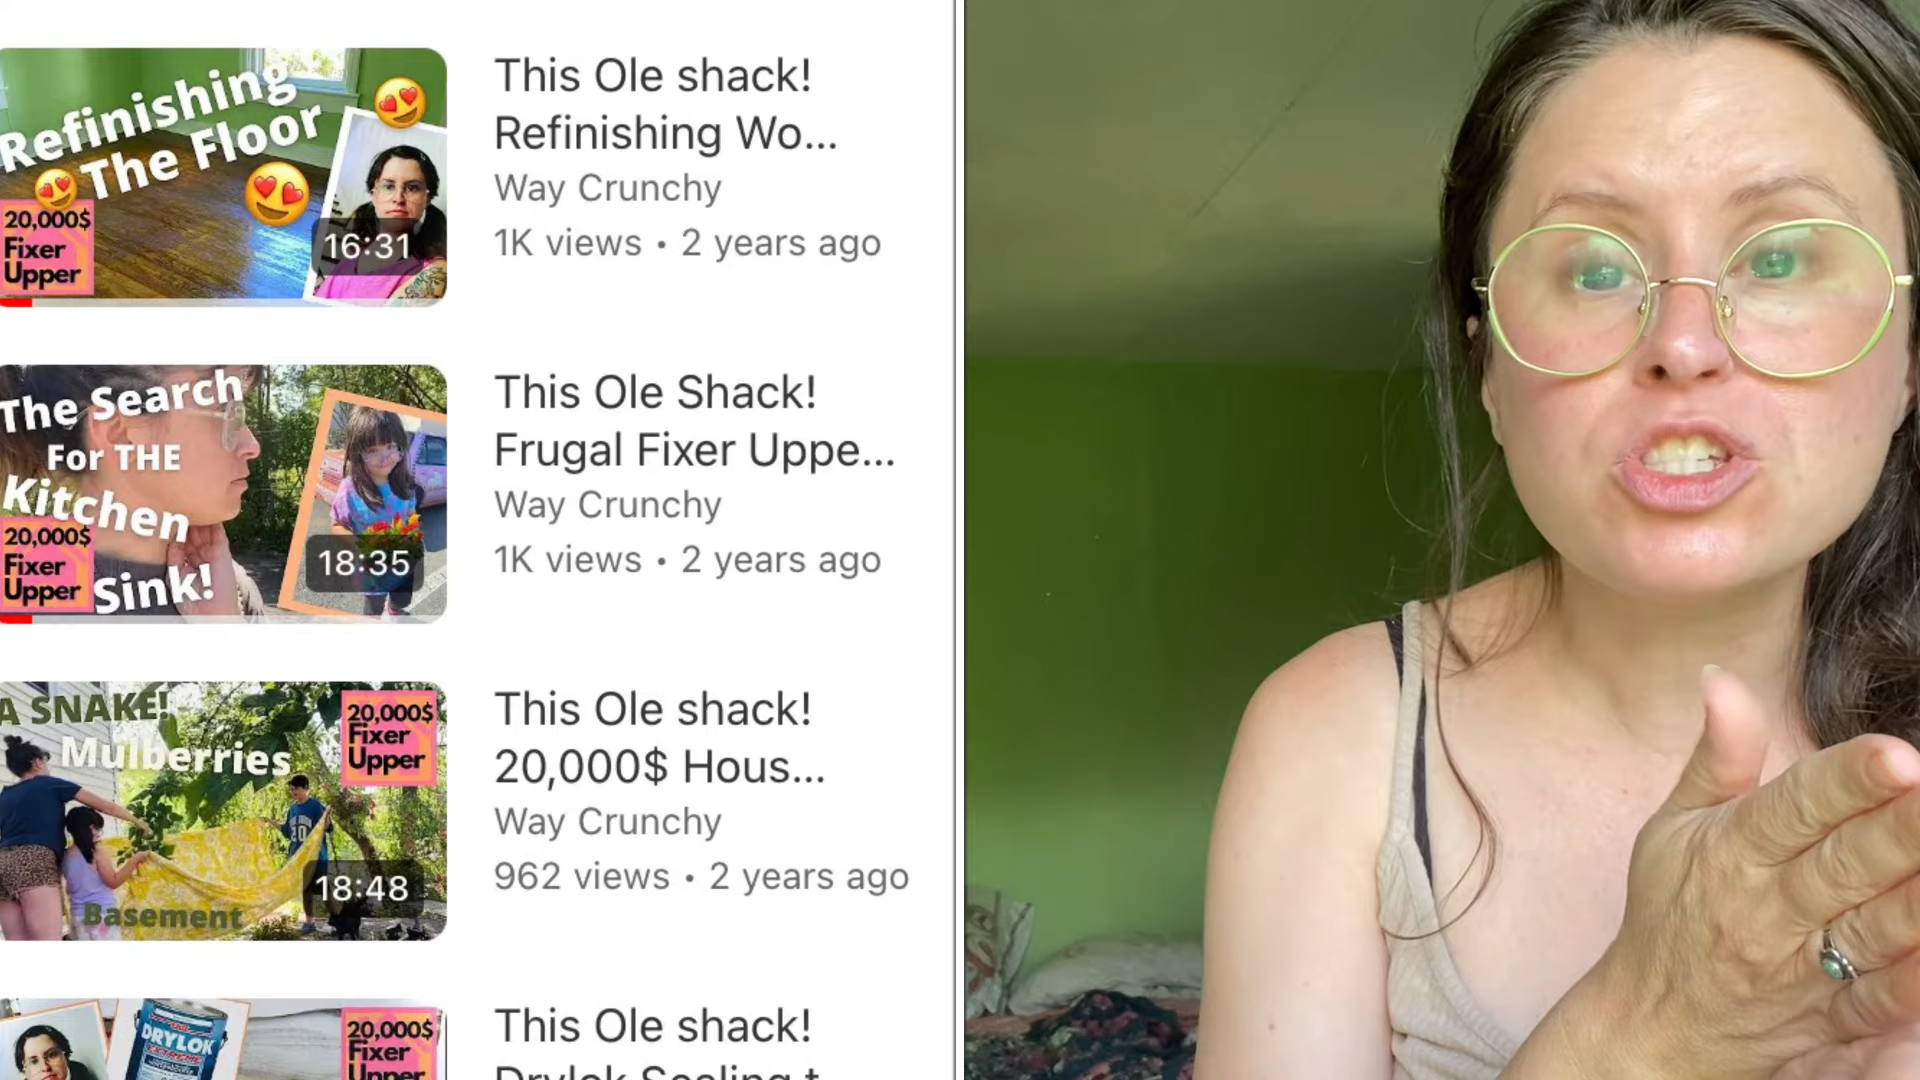 Refinishing
The Floor
20,000$
Fixer
Upper
16:31
This Ole shack!
Refinishing Wo...
Way Crunchy
1K views • 2 years ago
The Search
For THE
Kitchen
Sink!
20,000$
Fixer
Upper
18:35
This Ole Shack!
Frugal Fixer Uppe...
Way Crunchy
1K views • 2 years ago
A SNAKE!
Mulberries
Basement
20,000$
Fixer
Upper
18:48
This Ole shack!
20,000$ Hous...
Way Crunchy
962 views • 2 years ago
DRYLOK
20,000$
Fixer
Upper
This Ole shack!
Drylok Sealing t